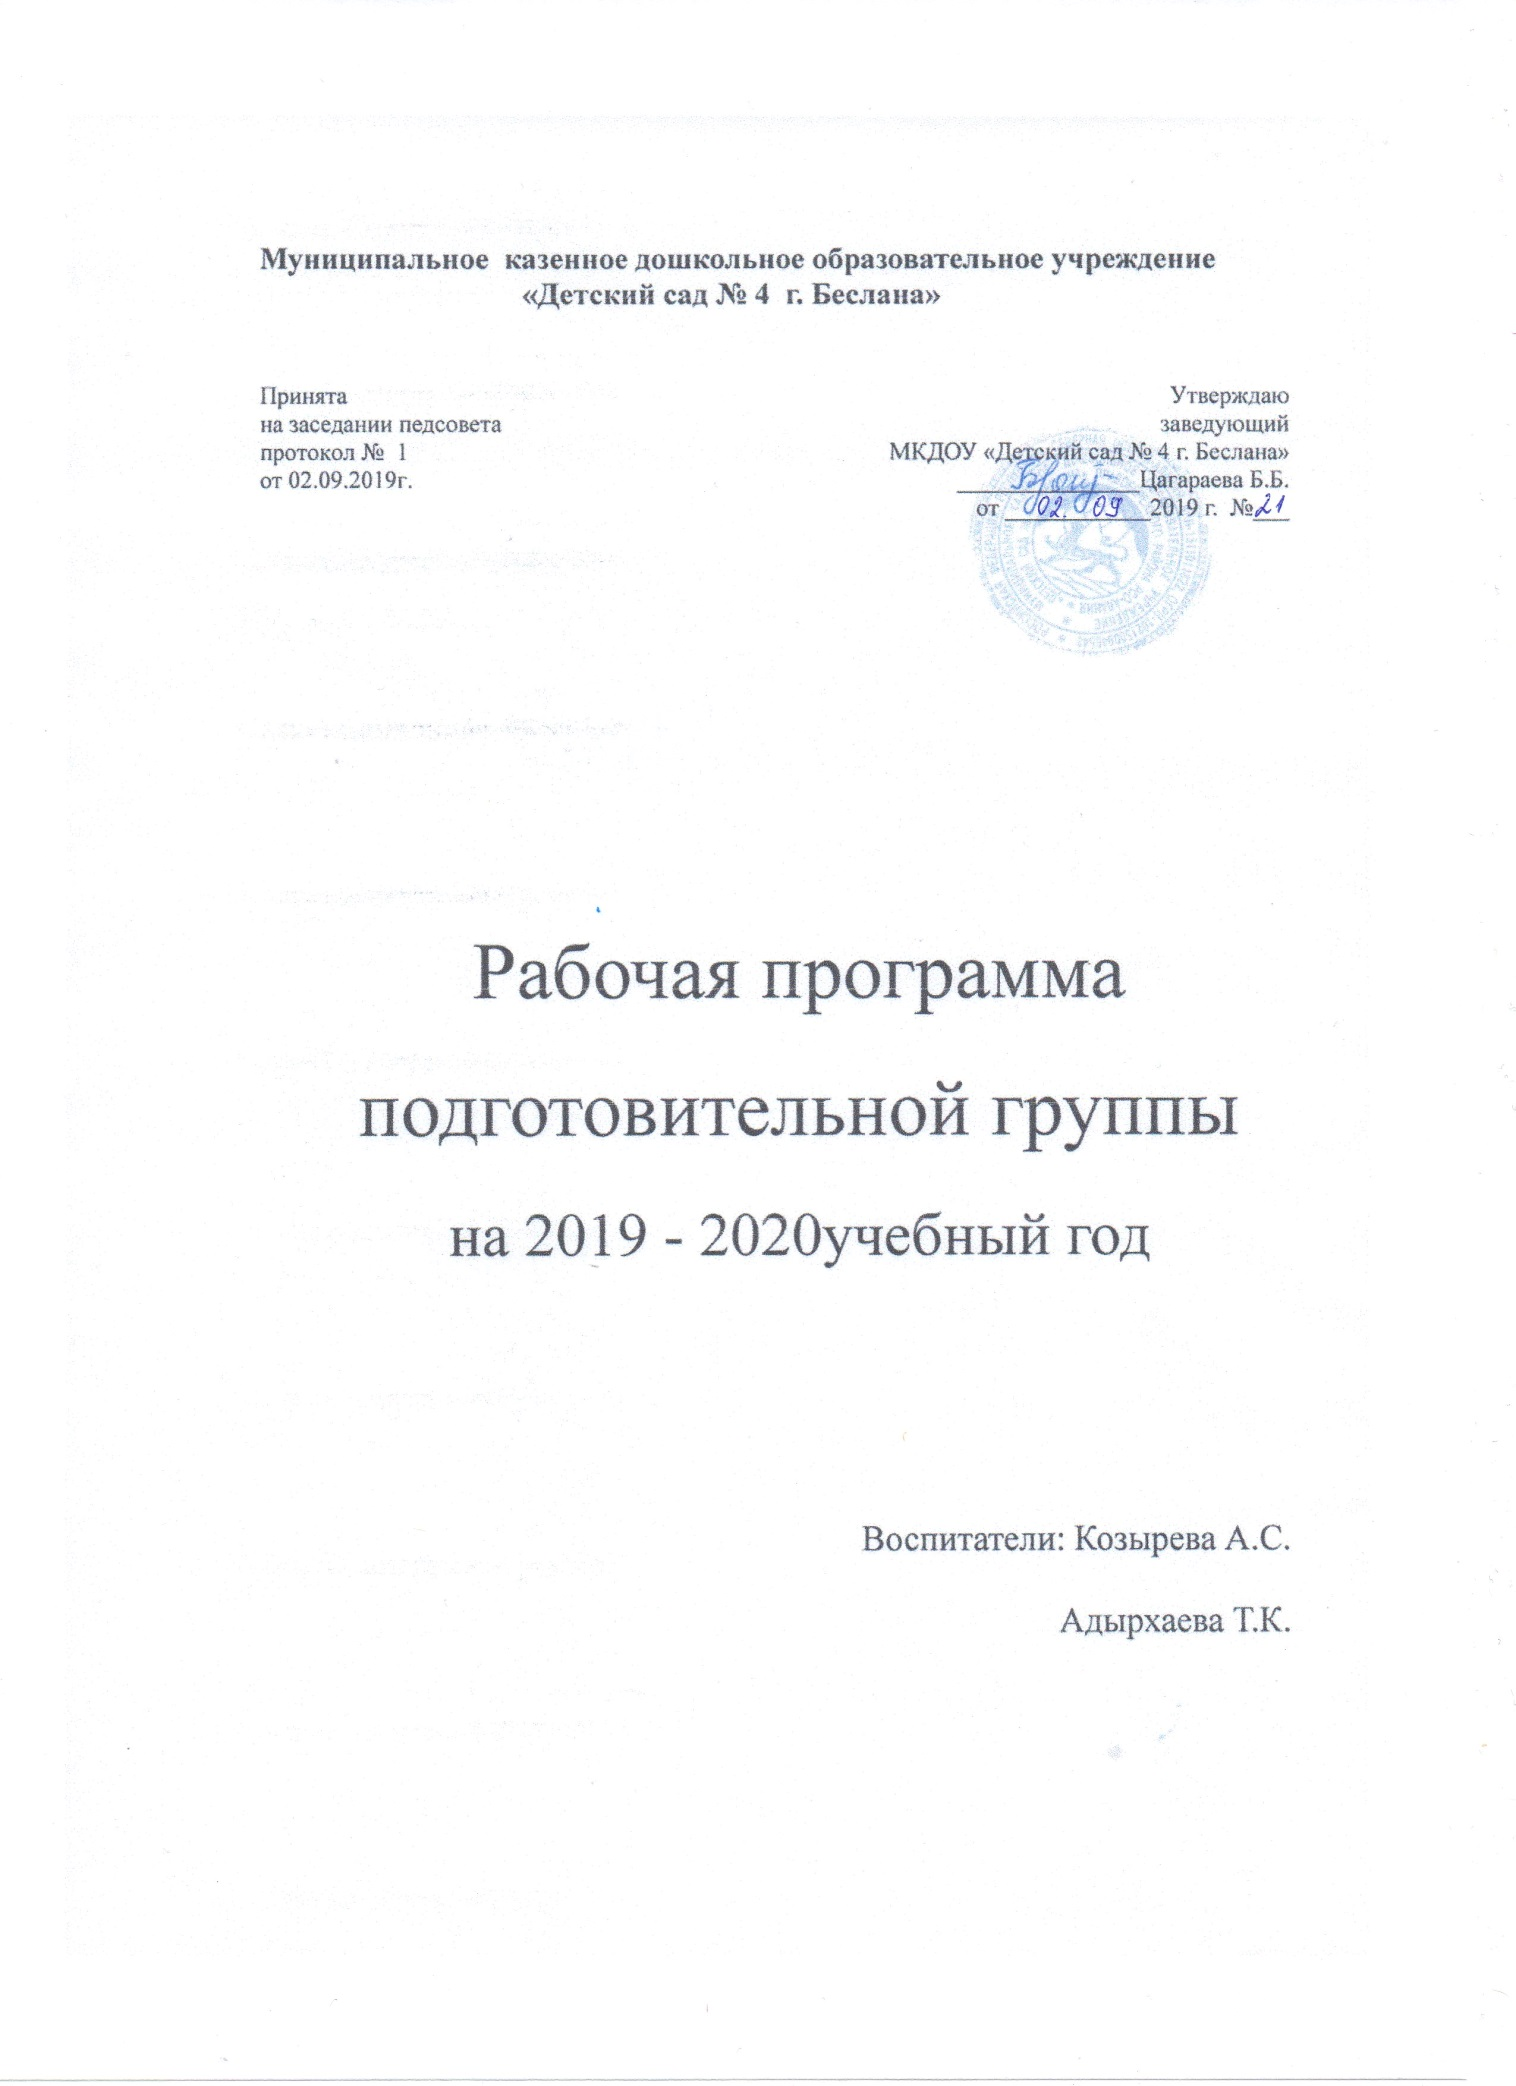 Муниципальное казенное дошкольное образовательное учреждение
«Детский сад № 4 г. Беслана»
Принята
на заседании педсовета
протокол № 1
от 02.09.2019г.
Утверждаю
заведующий
МКДОУ «Детский сад № 4 г. Беслана»
_______________Цагараева Б.Б.
от 02. 09 2019 г. №21
Рабочая программа
подготовительной группы
на 2019 - 2020учебный год
Воспитатели: Козырева А.С.
Адырхаева Т.К.